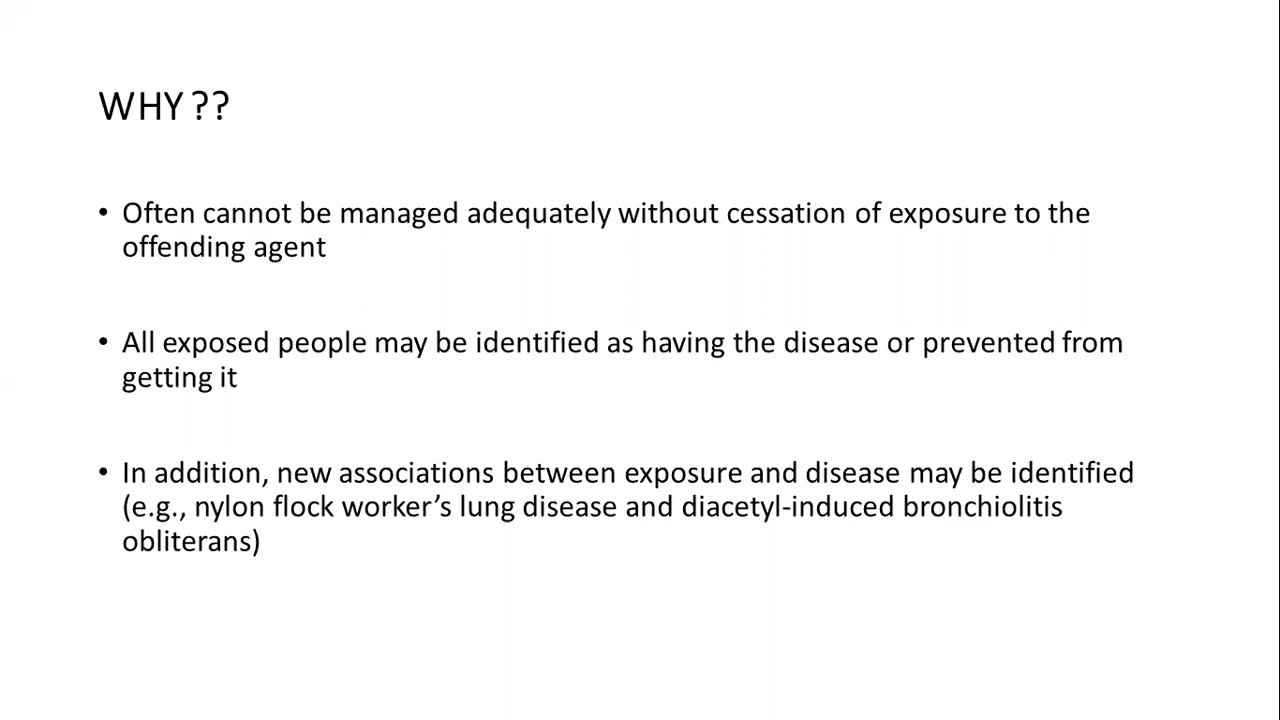 WHY ??
• Often cannot be managed adequately without cessation of exposure to the
offending agent
• All exposed people may be identified as having the disease or prevented from
getting it
• In addition, new associations between exposure and disease may be identified
(e.g., nylon flock worker’s lung disease and diacetyl-induced bronchiolitis
obliterans)